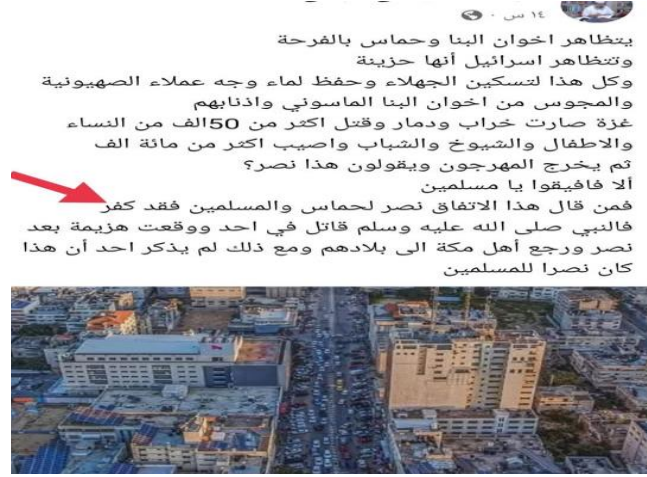 ١٤ س
يتظاهر اخوان البنا وحماس بالفرحة
وتتظاهر اسرائيل أنها حزينة
وكل هذا لتسكين الجهلاء وحفظ لماء وجه عملاء الصهيونية
والمجوس من اخوان البنا الماسوني واذنابهم
غزة صارت خراب ودمار وقتل اكثر من 50الف من النساء
والاطفال والشيوخ والشباب واصيب اكثر من مائة الف
ثم يخرج المهرجون ويقولون هذا نصر؟
ألا فافيقوا يا مسلمين
فمن قال هذا الاتفاق نصر لحماس والمسلمين فقد كفر
فالنبي صلى الله عليه وسلم قاتل في احد ووقعت هزيمة بعد
نصر ورجع أهل مكة الى بلادهم ومع ذلك لم يذكر احد أن هذا
كان نصرا للمسلمين